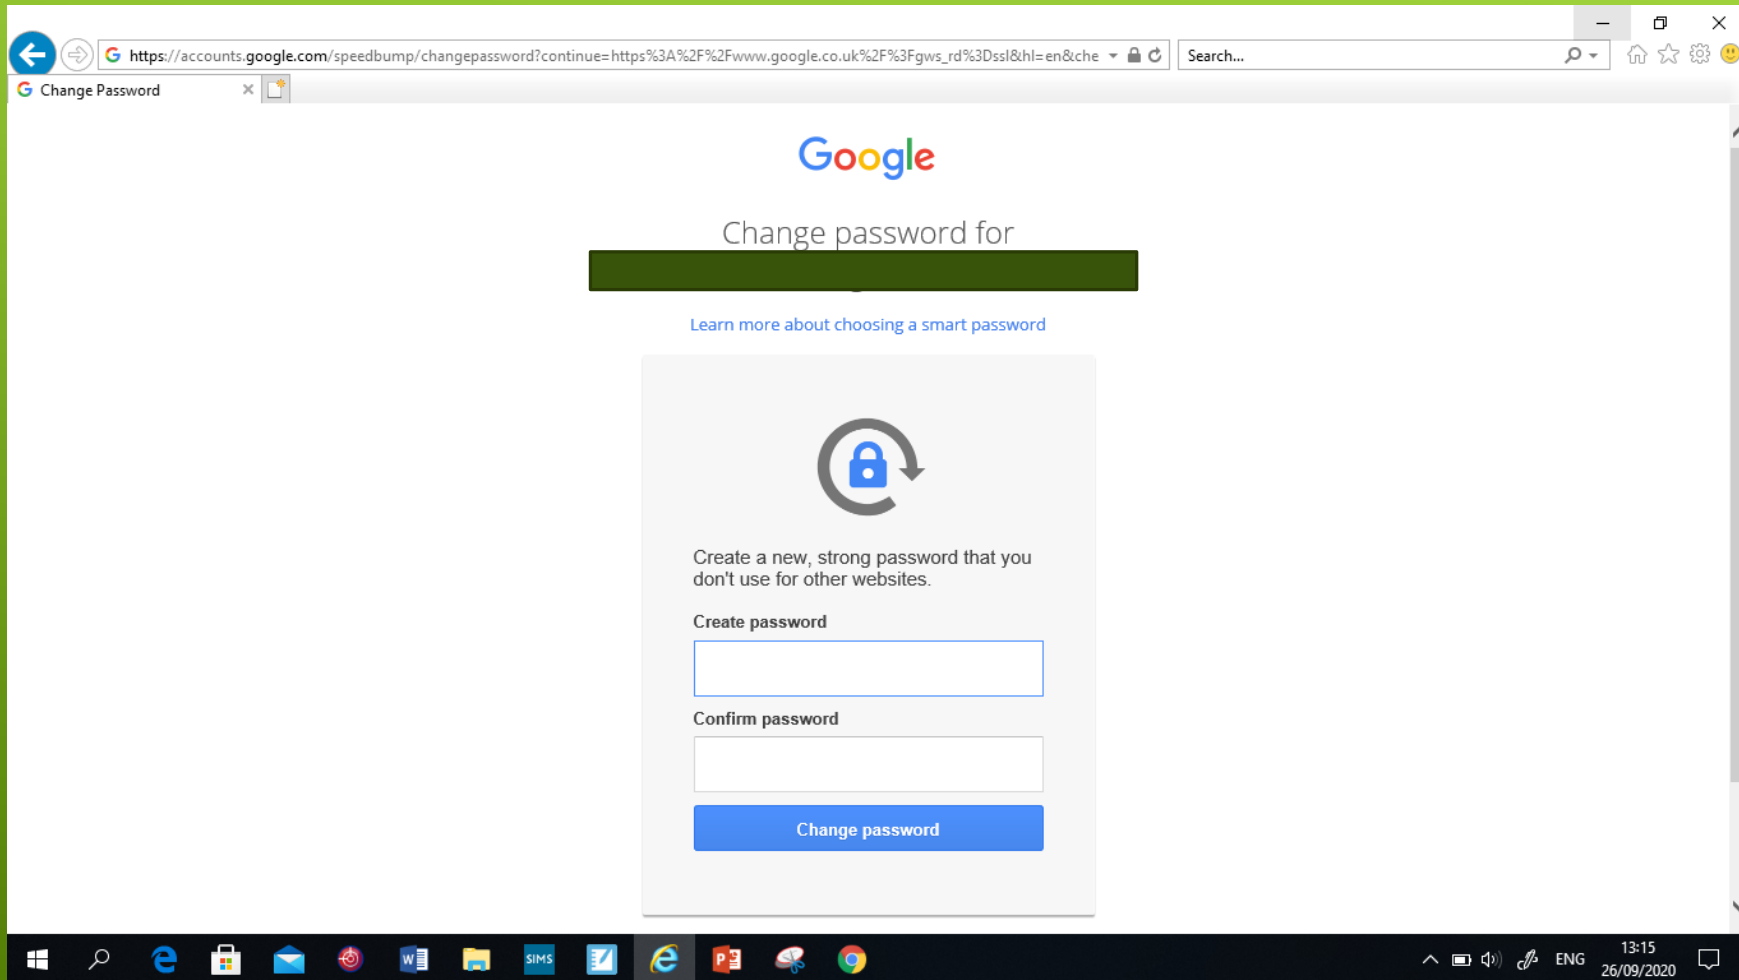 https://accounts.google.com/speedbump/changepassword?continue=https%3A%2F%2Fwww.google.co.uk%2F%3Fgws_rd%3Dssl&hl=en&che
Search...
Change Password
Google
Change password for
Learn more about choosing a smart password
Create a new, strong password that you
don't use for other websites.
Create password
Confirm password
Change password
SIMS
ENG
13:15
26/09/2020